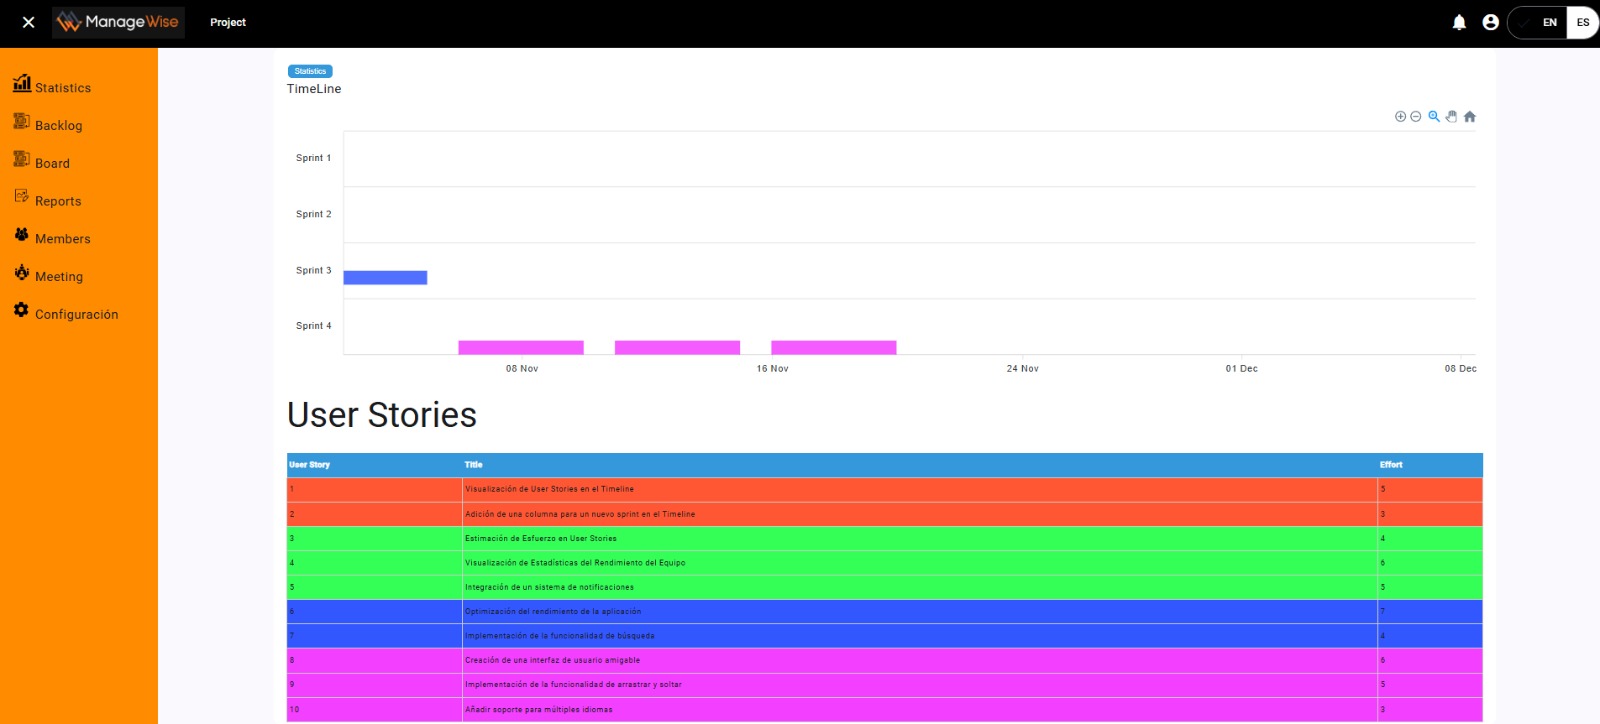 ManageWise Project EN ES
Statistics
Backlog
Board
Reports
Members
Meeting
Configuración
Statistics
TimeLine
Sprint 1
Sprint 2
Sprint 3
Sprint 4
08 Nov 16 Nov 24 Nov 01 Dec 08 Dec
User Stories
User Story Title Effort
1 Visualización de User Stories en el Timeline 5
2 Adición de una columna para un nuevo sprint en el Timeline 3
3 Estimación de Esfuerzo en User Stories 4
4 Visualización de Estadísticas del Rendimiento del Equipo 6
5 Integración de un sistema de notificaciones 5
6 Optimización del rendimiento de la aplicación 7
7 Implementación de la funcionalidad de búsqueda 4
8 Creación de una interfaz de usuario amigable 6
9 Implementación de la funcionalidad de arrastrar y soltar 5
10 Añadir soporte para múltiples idiomas 3